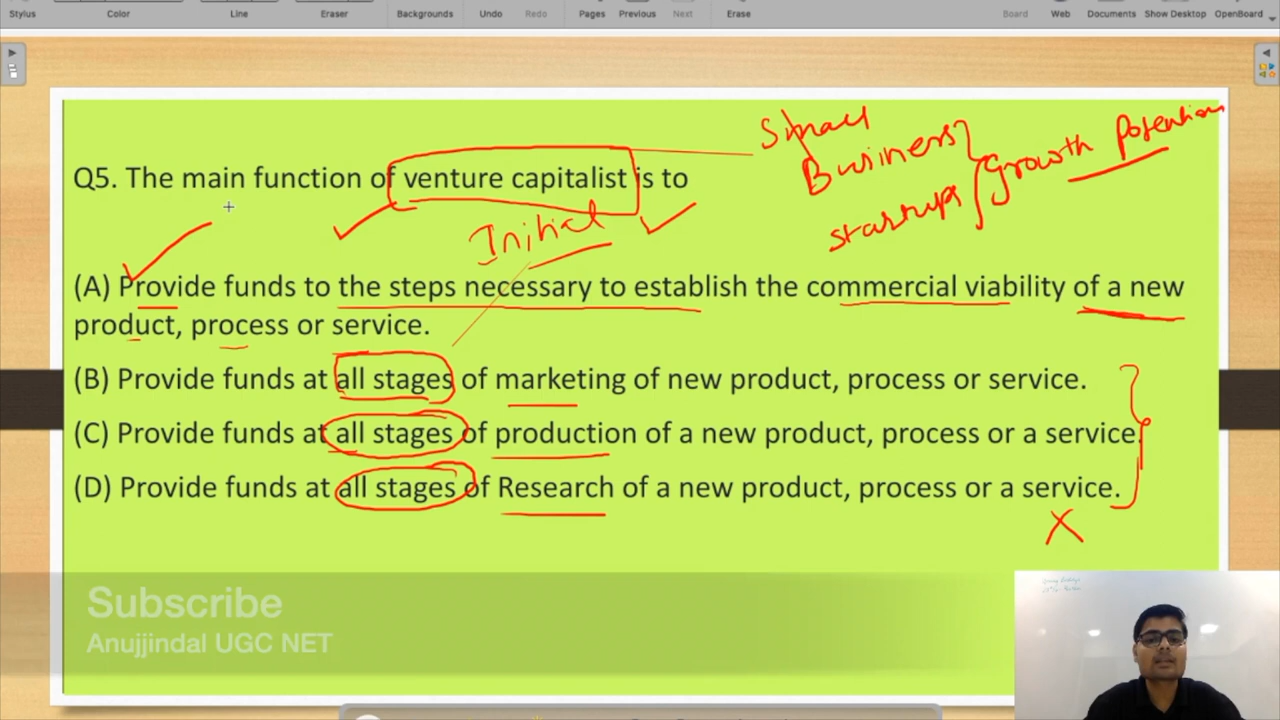 Stylus Color Line Eraser Backgrounds Undo Redo Pages Previous Next Erase Board Web Documents Show Desktop OpenBoard
Small
Business
startups
Growth
Q5. The main function of venture capitalist is to
Initial
(A) Provide funds to the steps necessary to establish the commercial viability of a new
product, process or service.
(B) Provide funds at all stages of marketing of new product, process or service.
(C) Provide funds at all stages of production of a new product, process or a service.
(D) Provide funds at all stages of Research of a new product, process or a service.
X
Subscribe
Anujjindal UGC NET